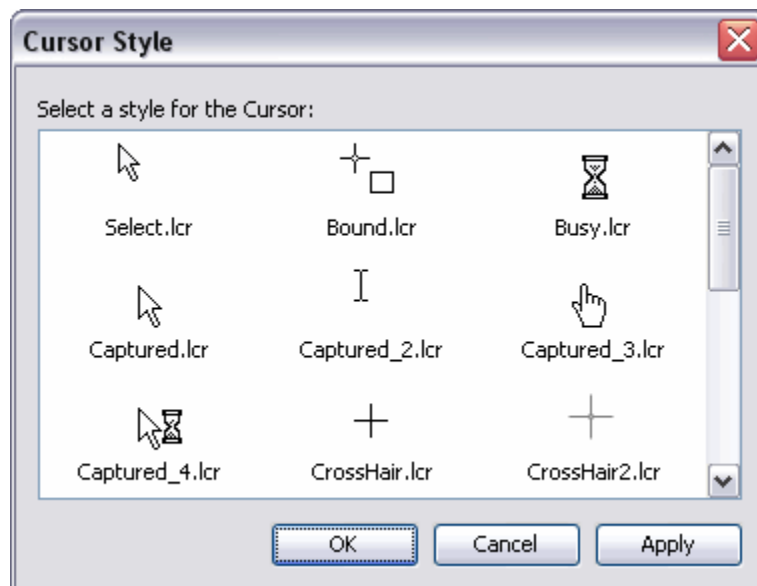 Cursor Style
Select a style for the Cursor:
Select.lcr Bound.lcr Busy.lcr
Captured.lcr Captured_2.lcr Captured_3.lcr
Captured_4.lcr CrossHair.lcr CrossHair2.lcr
OK Cancel Apply